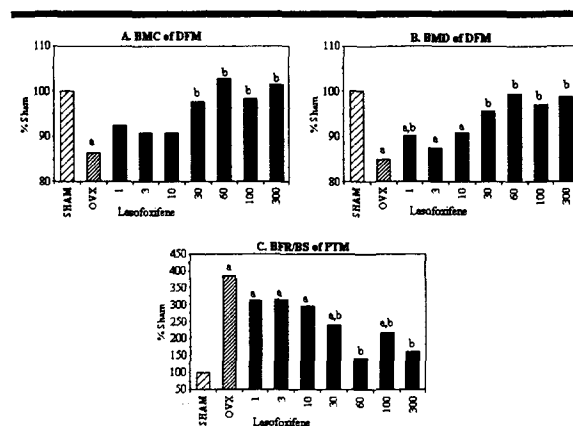 A. BMC of DFM
110
b
b
b
b
100
% Sham
90
a
80
SHAM
OVX
1
3
10
30
60
100
300
Lasofoxifene
B. BMD of DFM
110
b
b
b
b
100
% Sham
a,b
a
a
90
a
80
SHAM
OVX
1
3
10
30
60
100
300
Lasofoxifene
C. BFR/BS of PTM
450
400
350
300
250
200
150
100
50
% Sham
a
a
a
a
a,b
b
a,b
b
SHAM
OVX
1
3
10
30
60
100
300
Lasofoxifene